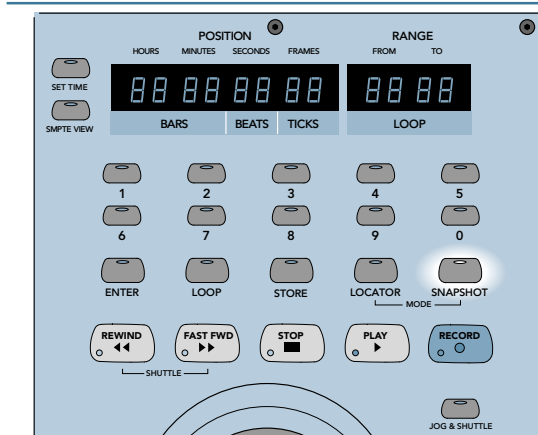 POSITION RANGE
HOURS MINUTES SECONDS FRAMES FROM TO
88 88 88 88 88 88
SET TIME
SMPTE VIEW
BARS BEATS TICKS LOOP
1 2 3 4 5
6 7 8 9 0
ENTER LOOP STORE LOCATOR SNAPSHOT
MODE
REWIND FAST FWD STOP PLAY RECORD
SHUTTLE
JOG & SHUTTLE